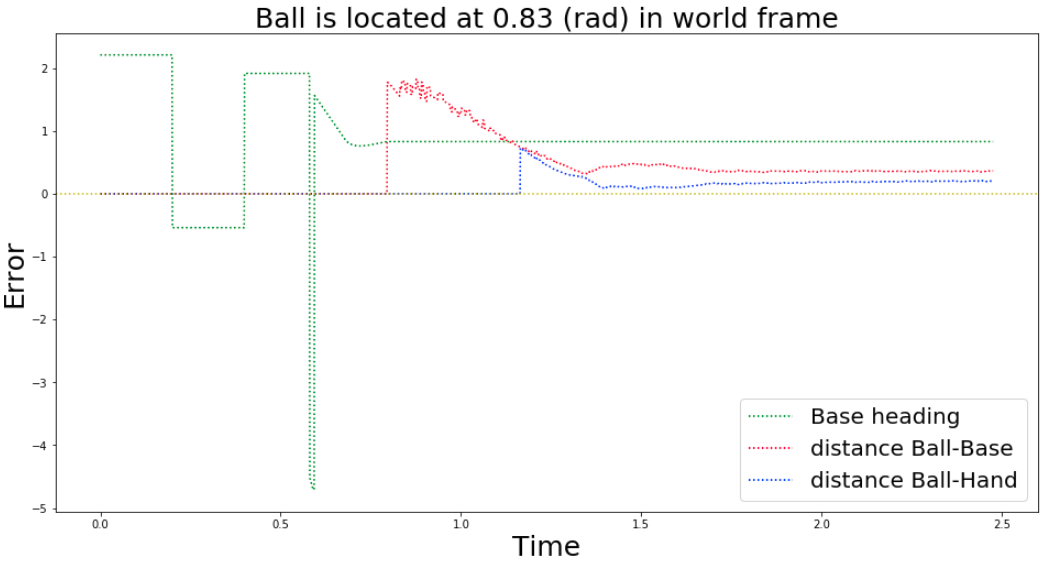 Ball is located at 0.83 (rad) in world frame
Error
2
1
0
−1
−2
−3
−4
−5
Base heading
distance Ball-Base
distance Ball-Hand
0.0 0.5 1.0 1.5 2.0 2.5
Time